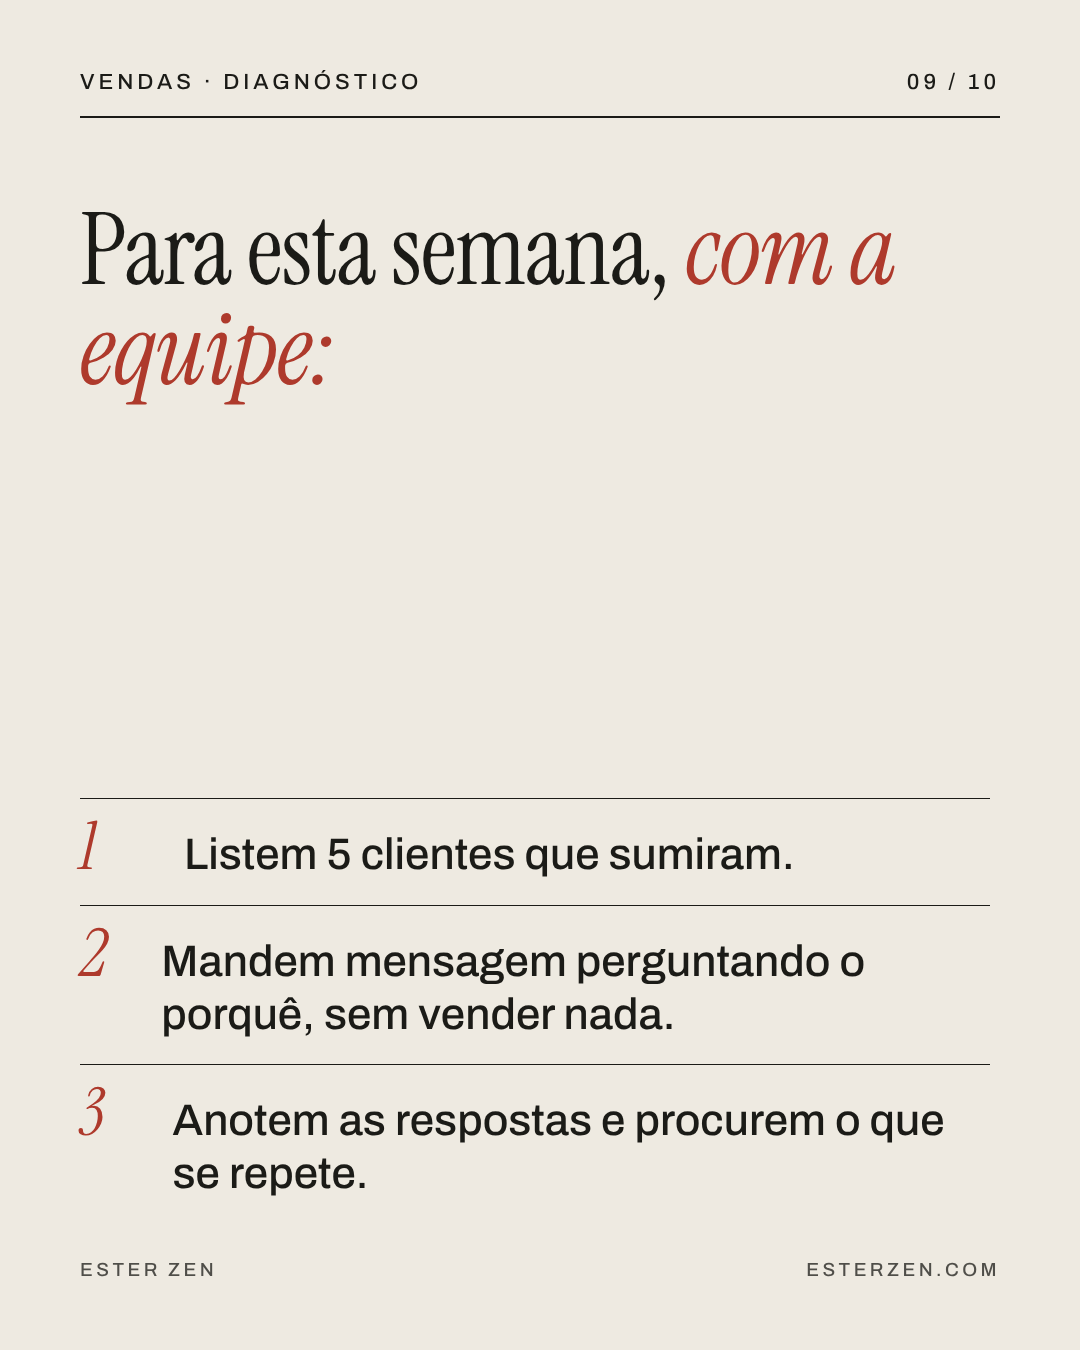 VENDAS · DIAGNÓSTICO
09 / 10
Para esta semana, com a
equipe:
1 Listem 5 clientes que sumiram.
2 Mandem mensagem perguntando o
porquê, sem vender nada.
3 Anotem as respostas e procurem o que
se repete.
ESTER ZEN
ESTERZEN.COM